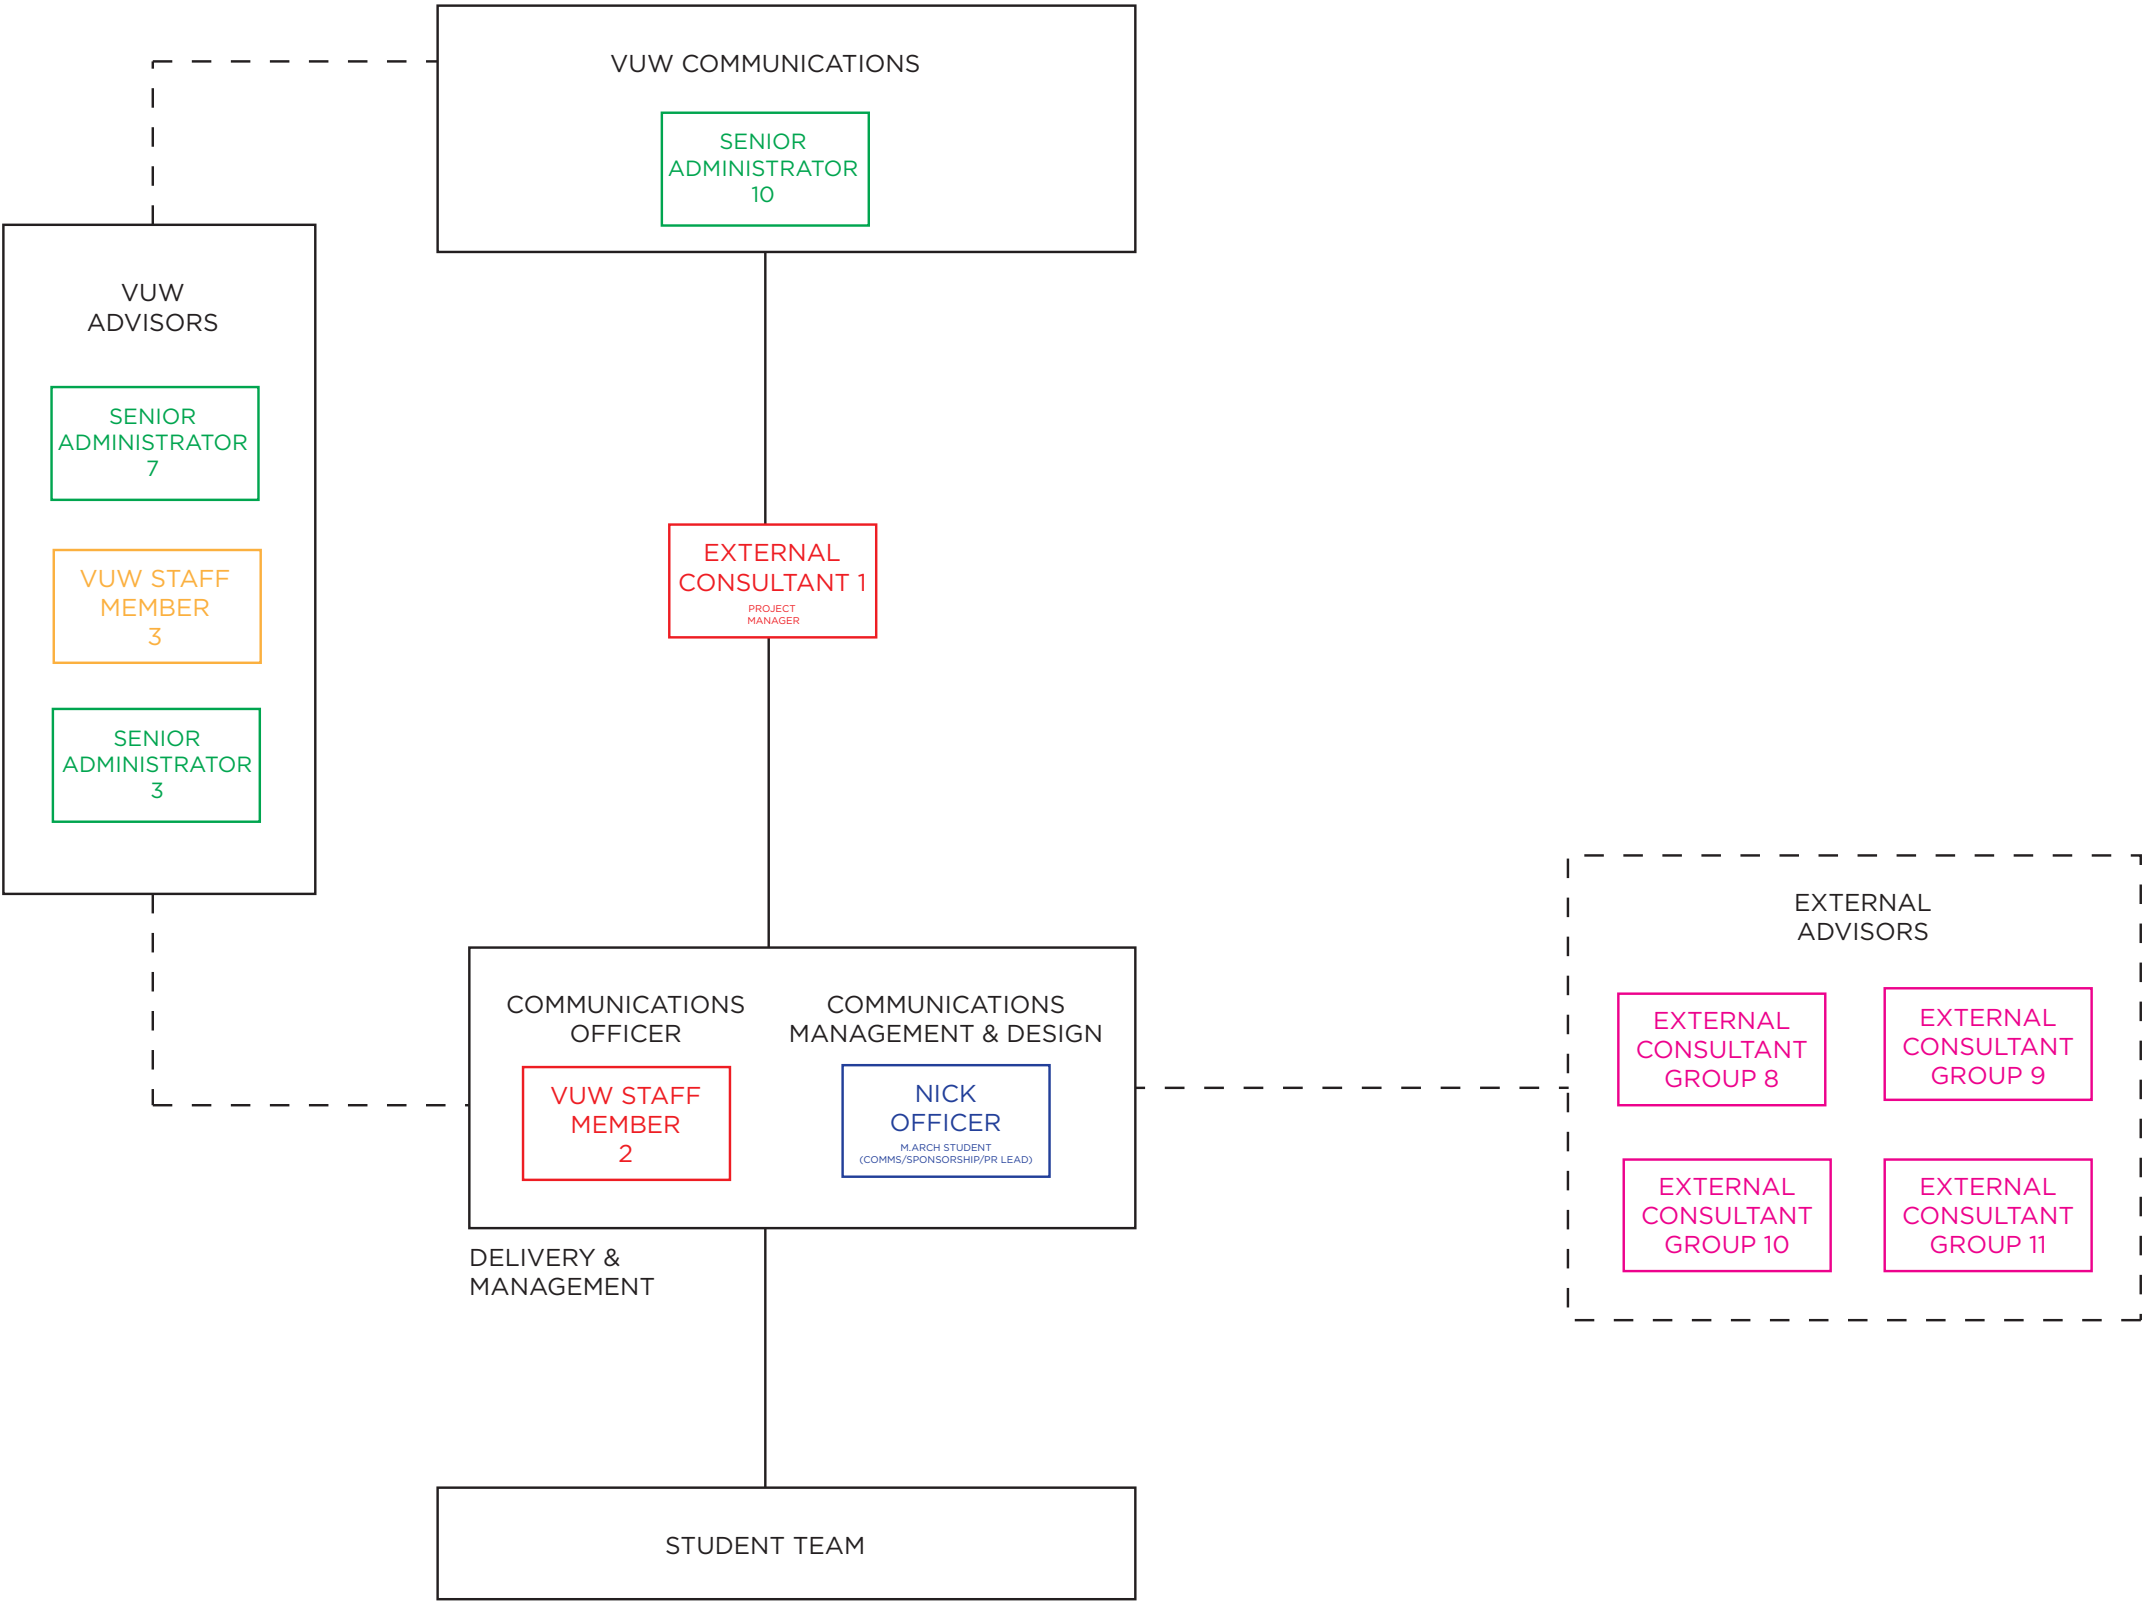 VUW COMMUNICATIONS
SENIOR
ADMINISTRATOR
10
VUW
ADVISORS
SENIOR
ADMINISTRATOR
7
VUW STAFF
MEMBER
3
SENIOR
ADMINISTRATOR
3
EXTERNAL
CONSULTANT 1
PROJECT
MANAGER
COMMUNICATIONS
OFFICER
VUW STAFF
MEMBER
2
COMMUNICATIONS
MANAGEMENT & DESIGN
NICK
OFFICER
M.ARCH STUDENT
(COMMS/SPONSORSHIP/PR LEAD)
DELIVERY &
MANAGEMENT
EXTERNAL
ADVISORS
EXTERNAL
CONSULTANT
GROUP 8
EXTERNAL
CONSULTANT
GROUP 9
EXTERNAL
CONSULTANT
GROUP 10
EXTERNAL
CONSULTANT
GROUP 11
STUDENT TEAM